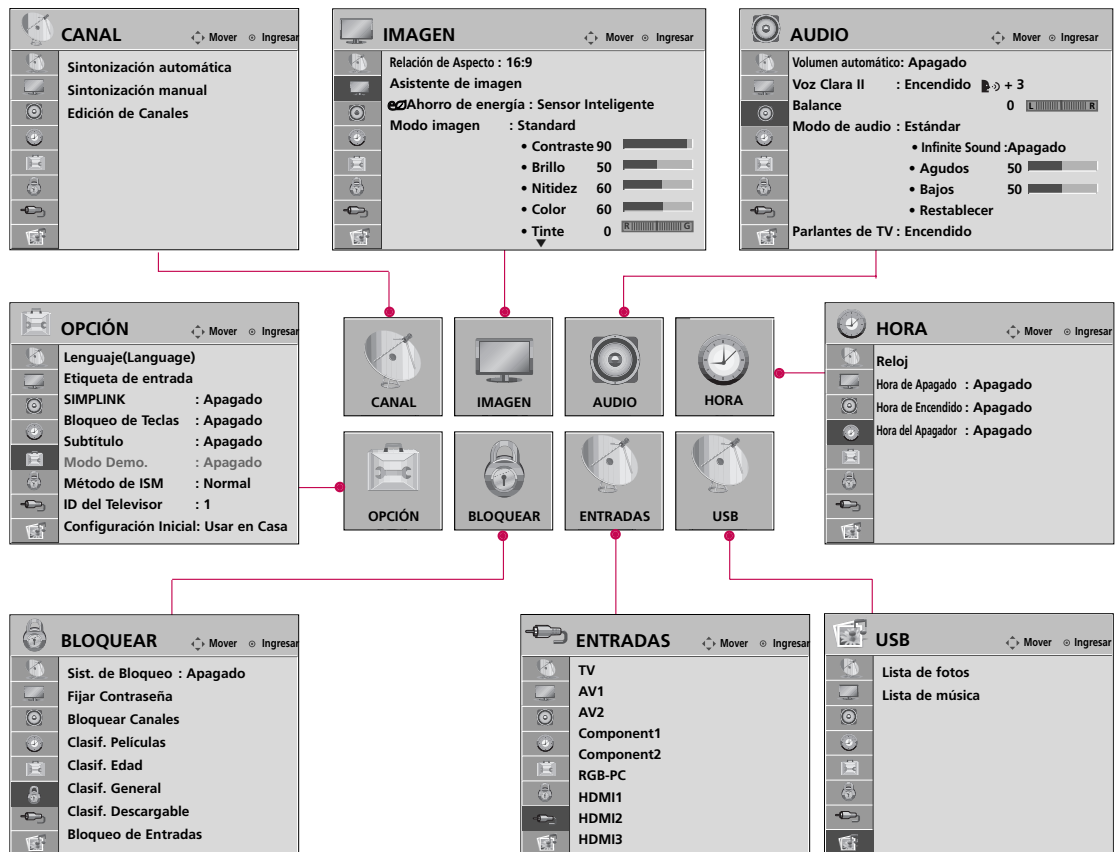 CANAL
Mover Ingresar
Sintonización automática
Sintonización manual
Edición de Canales
IMAGEN
Mover Ingresar
Relación de Aspecto : 16:9
Asistente de imagen
eco Ahorro de energía : Sensor Inteligente
Modo imagen : Standard
• Contraste 90
• Brillo 50
• Nitidez 60
• Color 60
• Tinte 0 R G
AUDIO
Mover Ingresar
Volumen automático: Apagado
Voz Clara II : Encendido + 3
Balance 0 L R
Modo de audio : Estándar
• Infinite Sound :Apagado
• Agudos 50
• Bajos 50
• Restablecer
Parlantes de TV : Encendido
OPCIÓN
Mover Ingresar
Lenguaje(Language)
Etiqueta de entrada
SIMPLINK : Apagado
Bloqueo de Teclas : Apagado
Subtítulo : Apagado
Modo Demo. : Apagado
Método de ISM : Normal
ID del Televisor : 1
Configuración Inicial: Usar en Casa
CANAL
IMAGEN
AUDIO
HORA
OPCIÓN
BLOQUEAR
ENTRADAS
USB
HORA
Mover Ingresar
Reloj
Hora de Apagado : Apagado
Hora de Encendido : Apagado
Hora del Apagador : Apagado
BLOQUEAR
Mover Ingresar
Sist. de Bloqueo : Apagado
Fijar Contraseña
Bloquear Canales
Clasif. Películas
Clasif. Edad
Clasif. General
Clasif. Descargable
Bloqueo de Entradas
ENTRADAS
Mover Ingresar
TV
AV1
AV2
Component1
Component2
RGB-PC
HDMI1
HDMI2
HDMI3
USB
Mover Ingresar
Lista de fotos
Lista de música